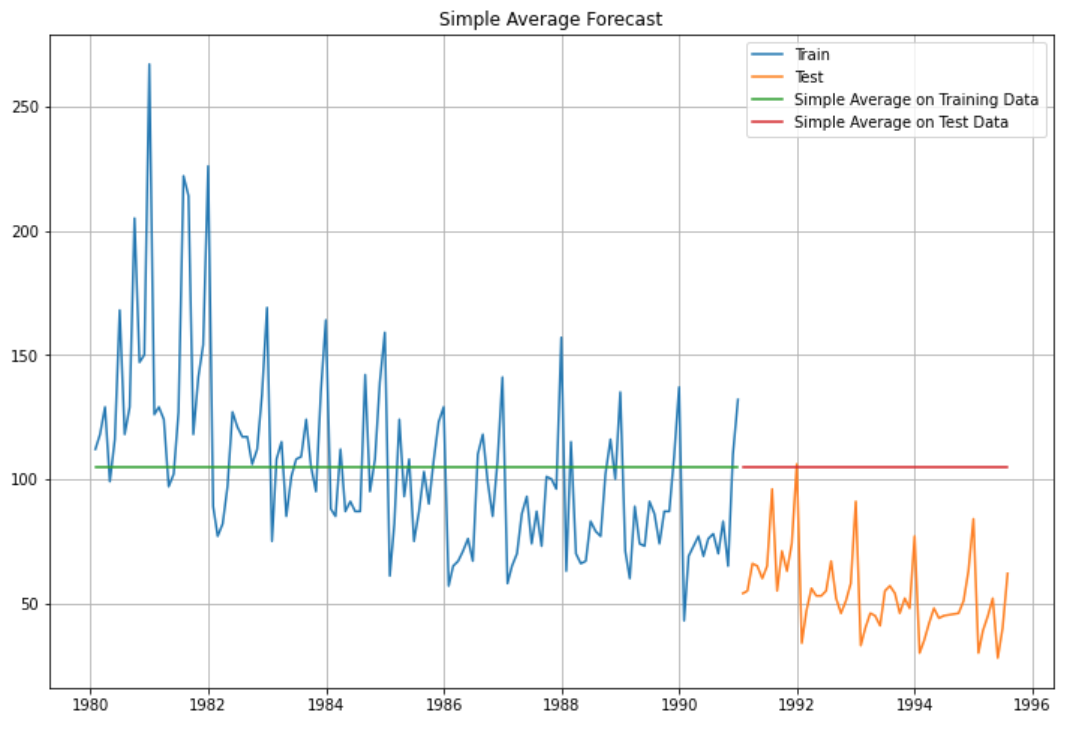 Simple Average Forecast
Train
Test
Simple Average on Training Data
Simple Average on Test Data
250
200
150
100
50
1980 1982 1984 1986 1988 1990 1992 1994 1996